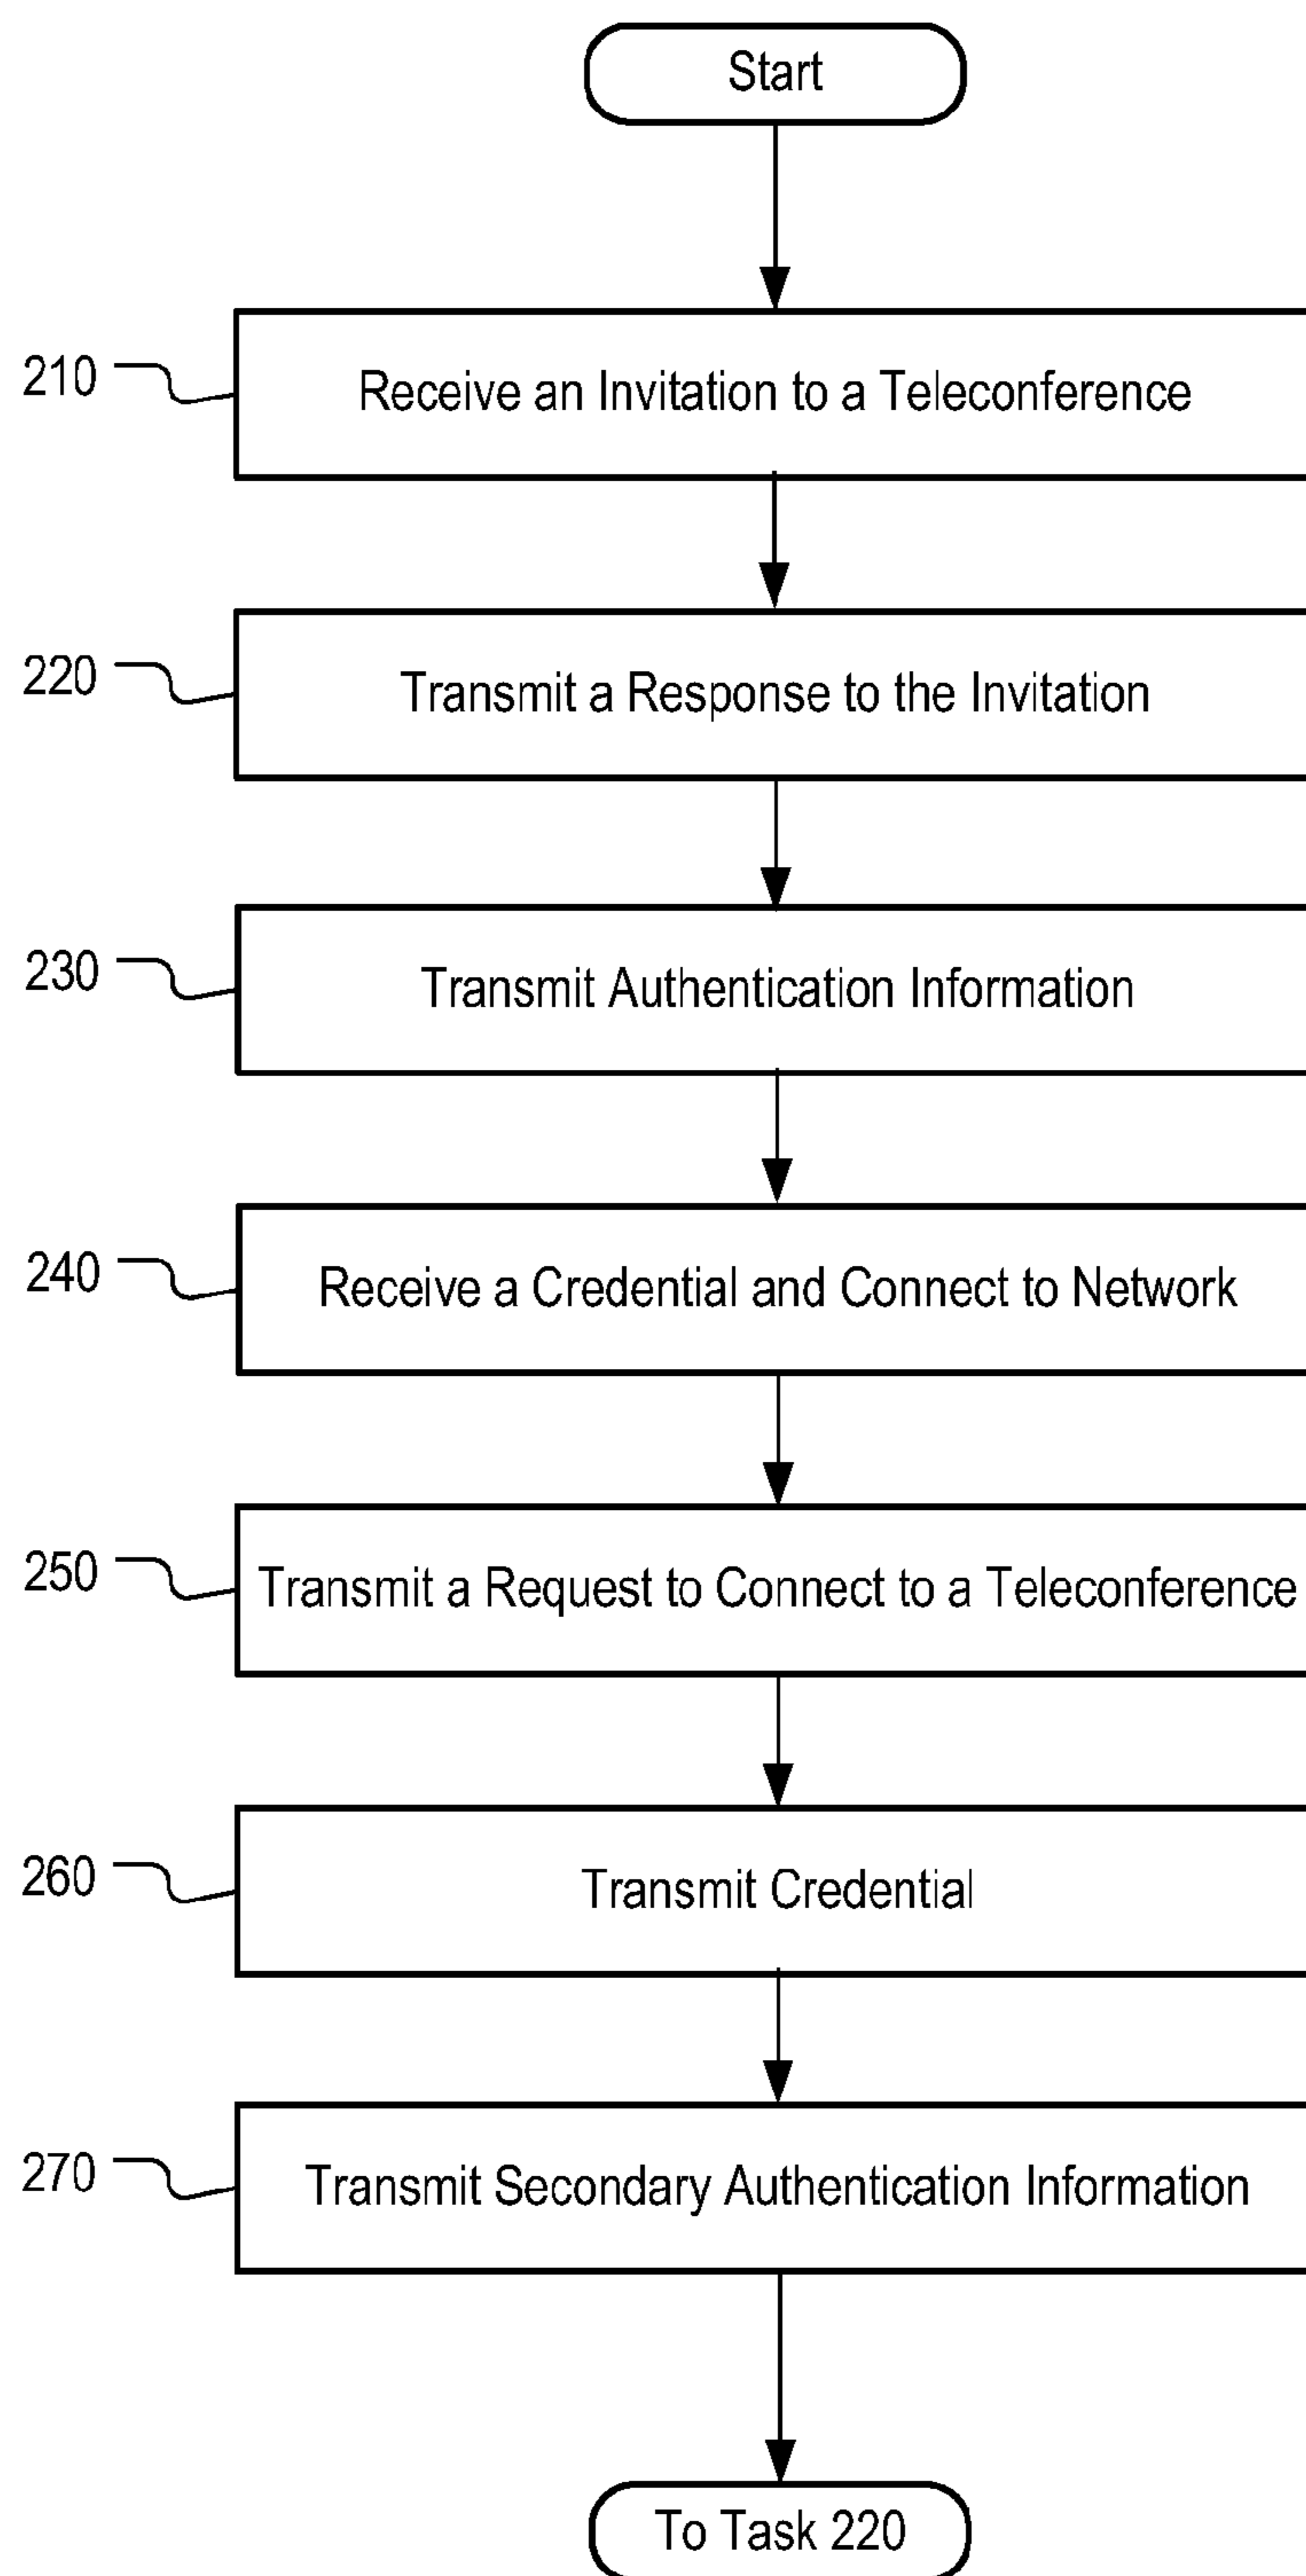 Start
210
Receive an Invitation to a Teleconference
220
Transmit a Response to the Invitation
230
Transmit Authentication Information
240
Receive a Credential and Connect to Network
250
Transmit a Request to Connect to a Teleconference
260
Transmit Credential
270
Transmit Secondary Authentication Information
To Task 220